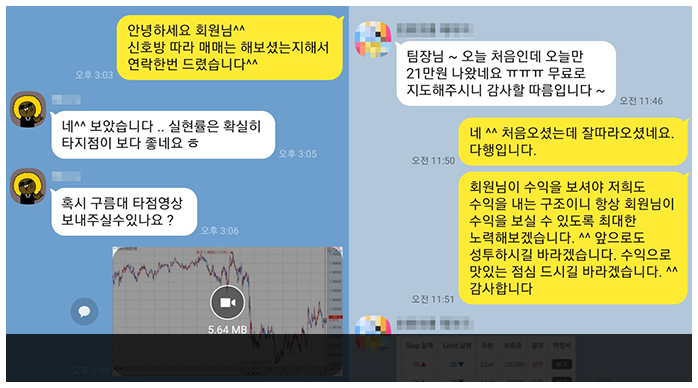 안녕하세요 회원님^^
신호방 따라 매매는 해보셨는지해서
연락한번 드렸습니다^^
오후 3:03
네^^ 보았습니다 .. 실현률은 확실히
타지점이 보다 좋네요 ㅎ
오후 3:05
혹시 구름대 타점영상
보내주실수있나요 ?
오후 3:06
5.64 MB
오후 3:08
팀장님 ~ 오늘 처음인데 오늘만
21만원 나왔네요 ㅠㅠㅠ 무료로
지도해주시니 감사할 따름입니다 ~
오전 11:46
네 ^^ 처음오셨는데 잘따라오셨네요.
다행입니다.
오전 11:50
회원님이 수익을 보셔야 저희도
수익을 내는 구조이니 항상 회원님이
수익을 보실 수 있도록 최대한
노력해보겠습니다. ^^ 앞으로도
성투하시길 바라겠습니다. 수익으로
맛있는 점심 드시길 바라겠습니다. ^^
감사합니다
오전 11:51
Stop 실격 Limit 실현 수량 약정금 결과 약정서